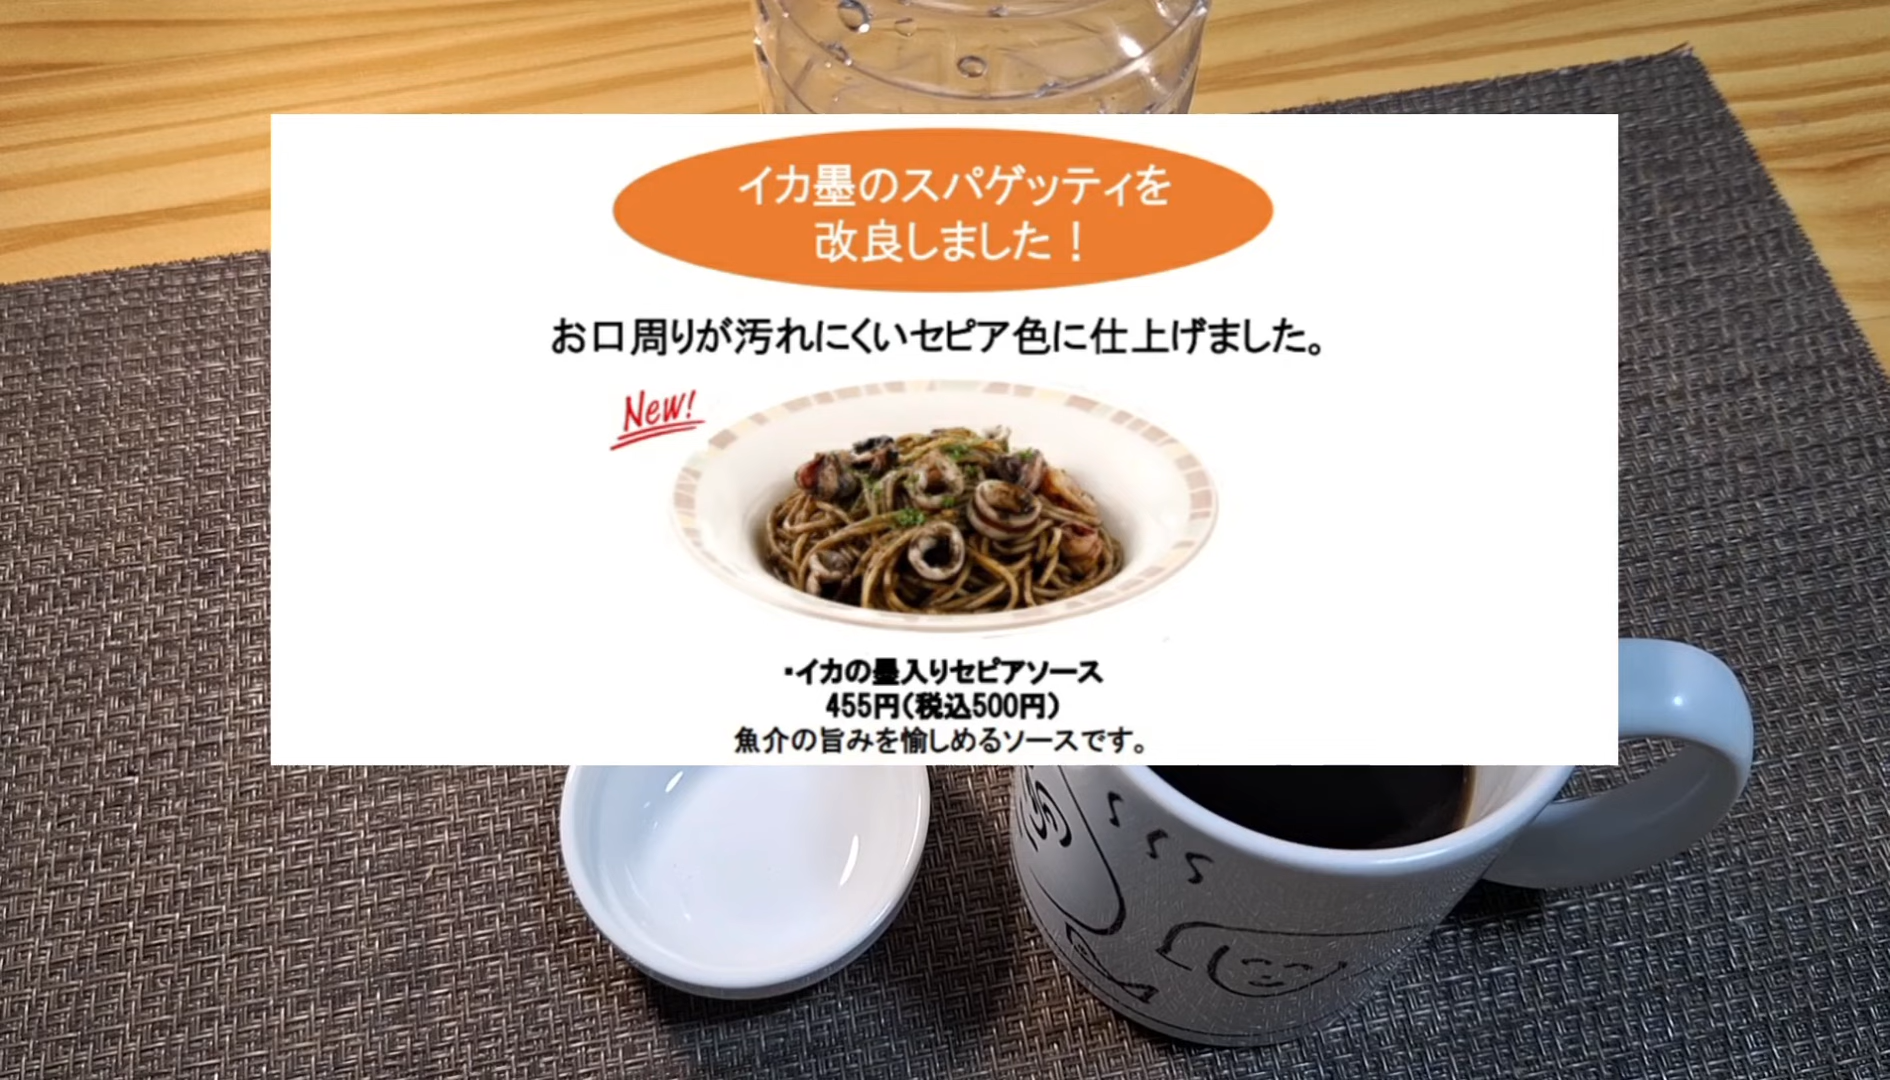 イカ墨のスパゲッティを
改良しました！
お口周りが汚れにくいセピア色に仕上げました。
New!
・イカの墨入りセピアソース
455円（税込500円）
魚介の旨みを愉しめるソースです。